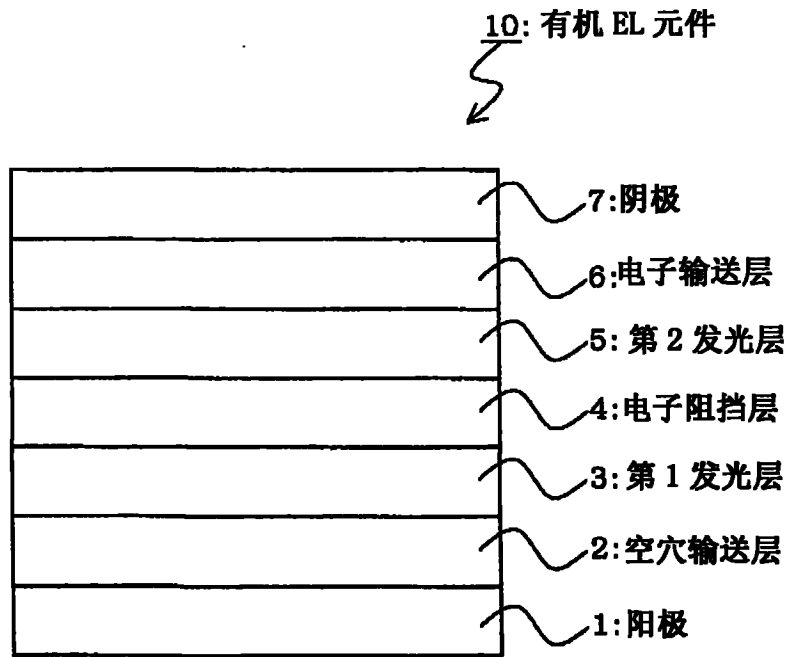 10: 有机 EL 元件
7:阴极
6:电子输送层
5: 第 2 发光层
4:电子阻挡层
3: 第 1 发光层
2:空穴输送层
1:阳极